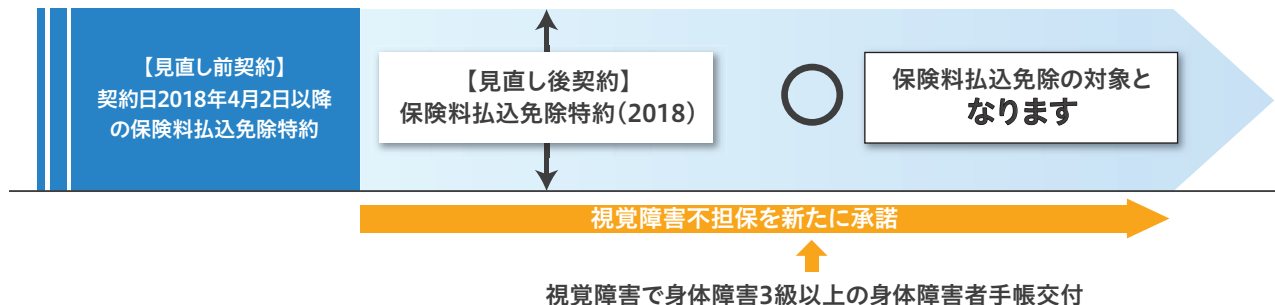 【見直し前契約】
契約日2018年4月2日以降
の保険料払込免除特約
【見直し後契約】
保険料払込免除特約(2018)
保険料払込免除の対象と
なります
視覚障害不担保を新たに承諾
視覚障害で身体障害3級以上の身体障害者手帳交付